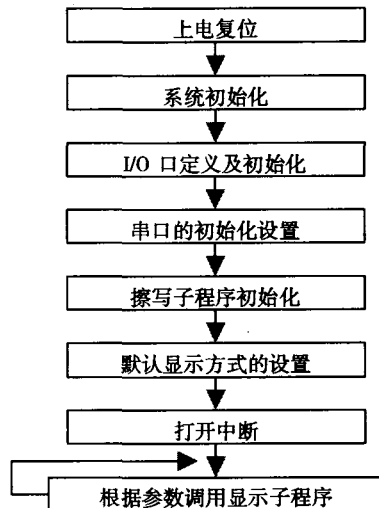 上电复位
系统初始化
I/O 口定义及初始化
串口的初始化设置
擦写子程序初始化
默认显示方式的设置
打开中断
根据参数调用显示子程序